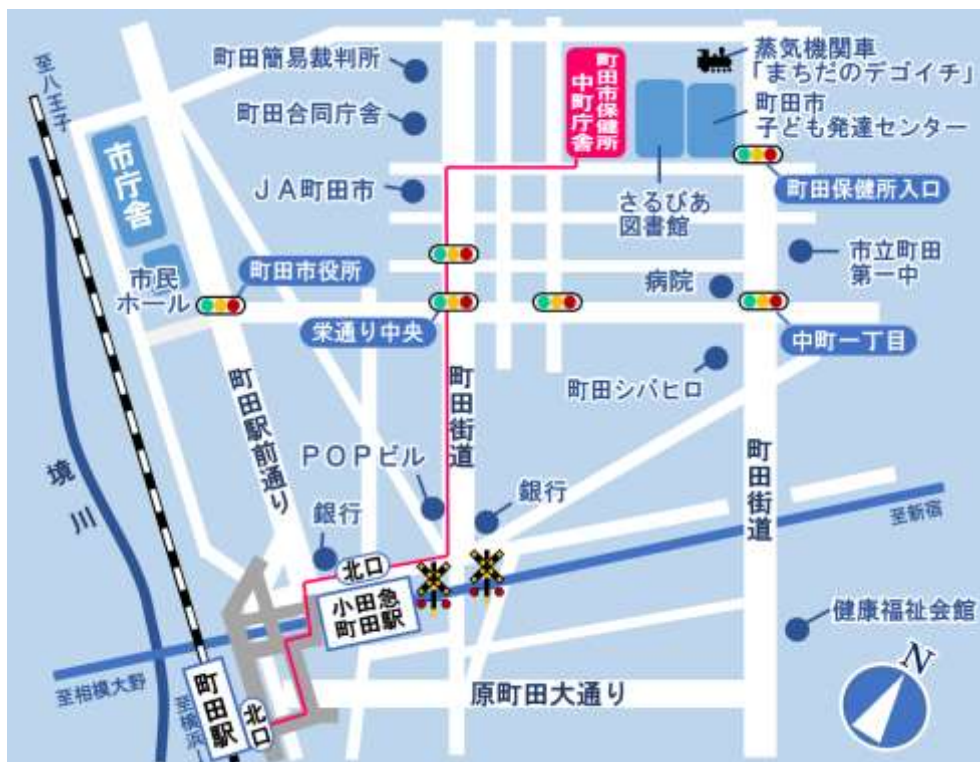 至八王子
町田簡易裁判所
町田合同庁舎
ＪＡ町田市
町田市保健所
中町庁舎
蒸気機関車
「まちだのデゴイチ」
町田市
子ども発達センター
町田保健所入口
さるびあ
図書館
市庁舎
市民
ホール
町田市役所
栄通り中央
病院
市立町田
第一中
中町一丁目
町田シバヒロ
町田駅前通り
町田街道
町田街道
境川
ＰＯＰビル
銀行
銀行
至新宿
北口
小田急
町田駅
健康福祉会館
至相模大野
至横浜
町田駅
北口
原町田大通り
N